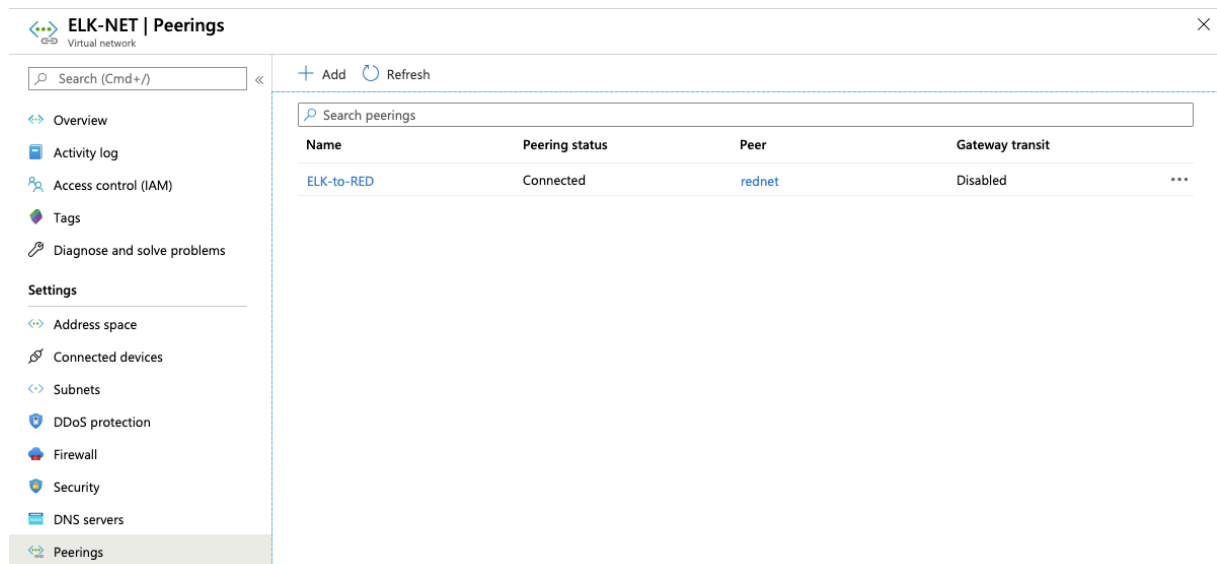 ELK-NET | Peerings
Virtual network
Search (Cmd+/)
«
Overview
Activity log
Access control (IAM)
Tags
Diagnose and solve problems
Settings
Address space
Connected devices
Subnets
DDoS protection
Firewall
Security
DNS servers
Peerings
+ Add Refresh
Search peerings
Name Peering status Peer Gateway transit
ELK-to-RED Connected rednet Disabled ...